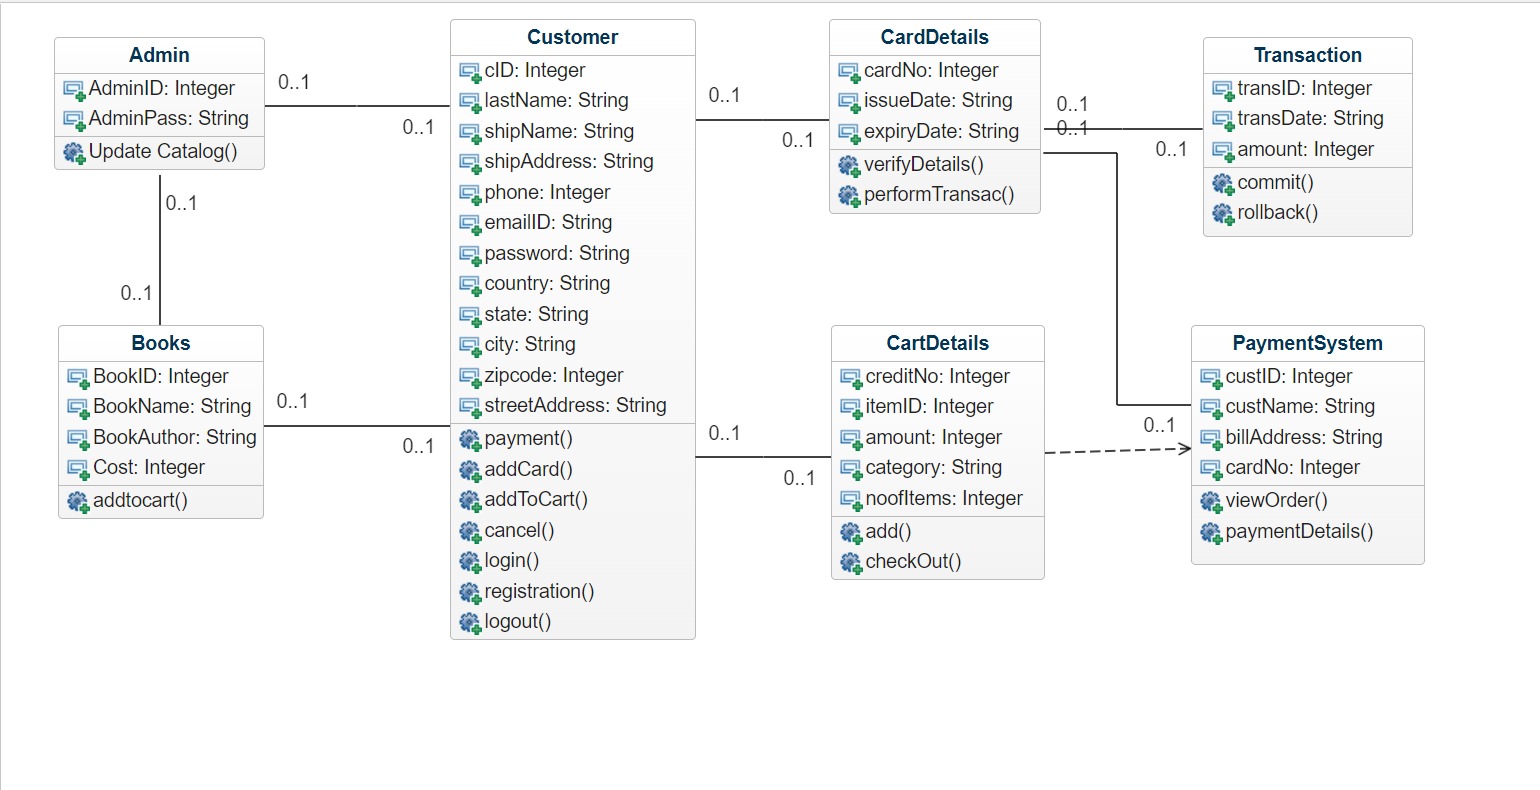 Admin
AdminID: Integer
AdminPass: String
Update Catalog()
0..1
0..1
0..1
0..1
Books
BookID: Integer
BookName: String
BookAuthor: String
Cost: Integer
addtocart()
0..1
0..1
Customer
cID: Integer
lastName: String
shipName: String
shipAddress: String
phone: Integer
emailID: String
password: String
country: String
state: String
city: String
zipcode: Integer
streetAddress: String
payment()
addCard()
addToCart()
cancel()
login()
registration()
logout()
0..1
0..1
0..1
0..1
CardDetails
cardNo: Integer
issueDate: String
expiryDate: String
verifyDetails()
performTransac()
0..1
0..1
0..1
Transaction
transID: Integer
transDate: String
amount: Integer
commit()
rollback()
CartDetails
creditNo: Integer
itemID: Integer
amount: Integer
category: String
noofItems: Integer
add()
checkOut()
0..1
PaymentSystem
custID: Integer
custName: String
billAddress: String
cardNo: Integer
viewOrder()
paymentDetails()